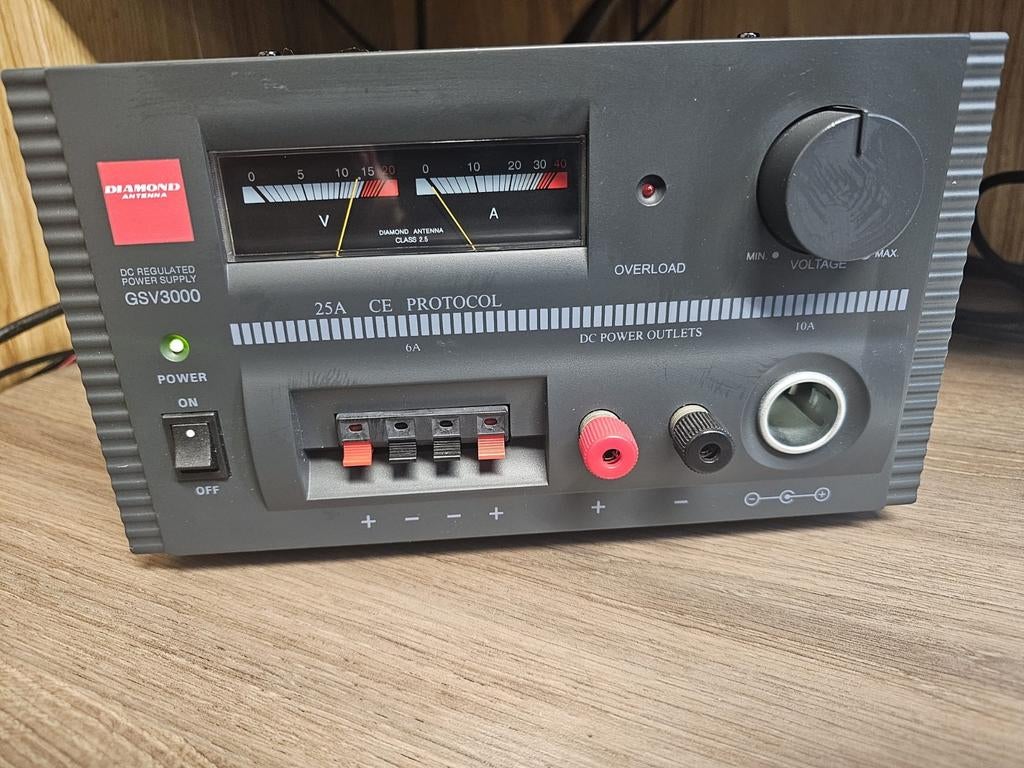 DIAMOND
ANTENNA
DC REGULATED
POWER SUPPLY
GSV3000
0 5 10 15 20
V
0 10 20 30 40
A
DIAMOND ANTENNA
CLASS 2.5
OVERLOAD
MIN. MAX.
VOLTAGE
25A CE PROTOCOL
6A
DC POWER OUTLETS
10A
POWER
ON
OFF
+ − − +
+ −
− +